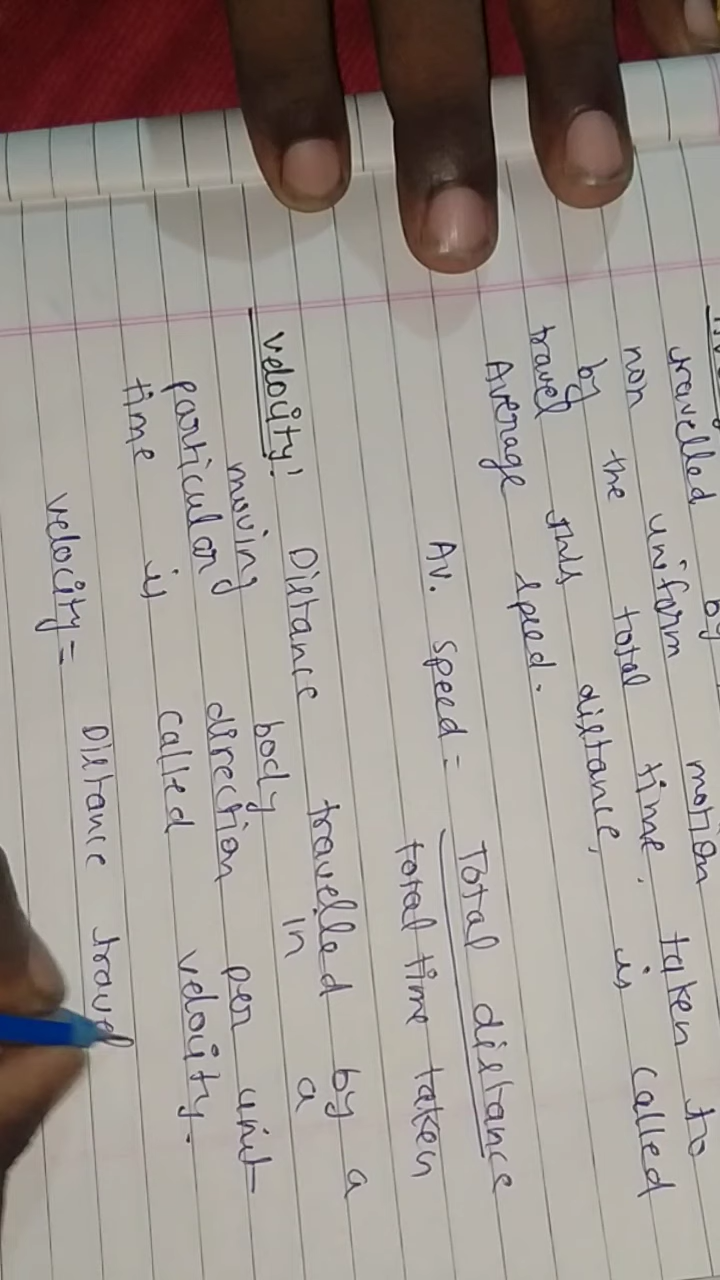 travelled by motion
non uniform time taken to
by the total distance, is called
travel this
Average speed.
Av. speed = Total distance
total time taken
Velocity: Distance travelled by a
moving body in a
particular direction per unit
time is called velocity.
velocity = Distance travel